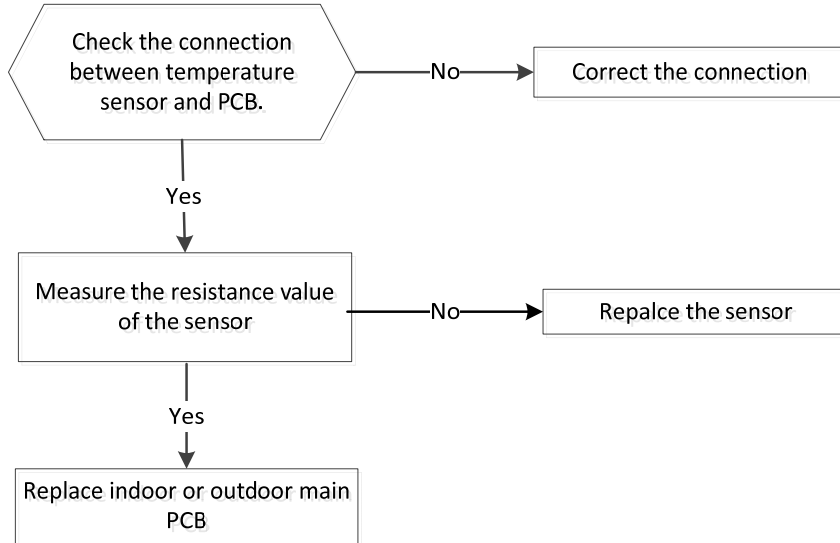 Check the connection
between temperature
sensor and PCB.
No
Correct the connection
Yes
Measure the resistance value
of the sensor
No
Repalce the sensor
Yes
Replace indoor or outdoor main
PCB